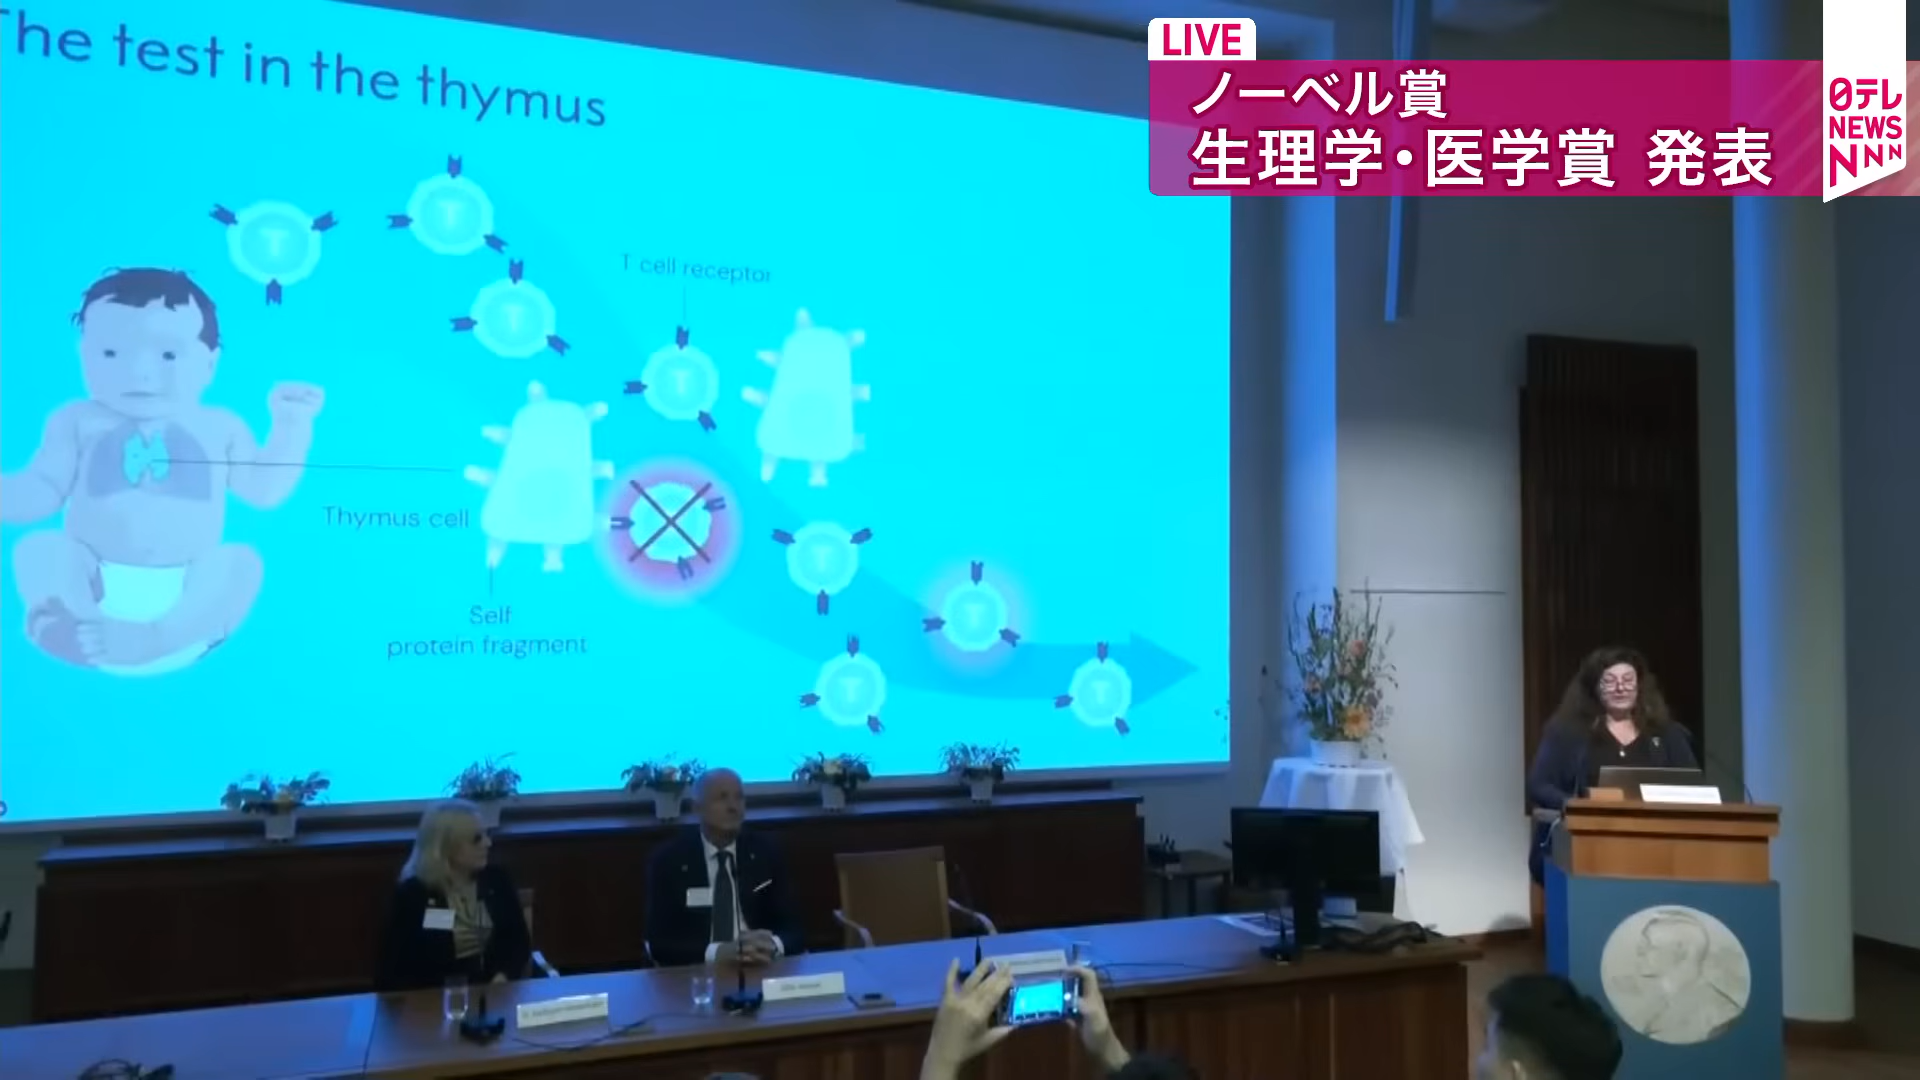 The test in the thymus
LIVE
ノーベル賞
生理学・医学賞 発表
日テレ
NEWS
NNN
T cell receptor
T
T
T
T
T
T
T
T
Thymus cell
Self
protein fragment